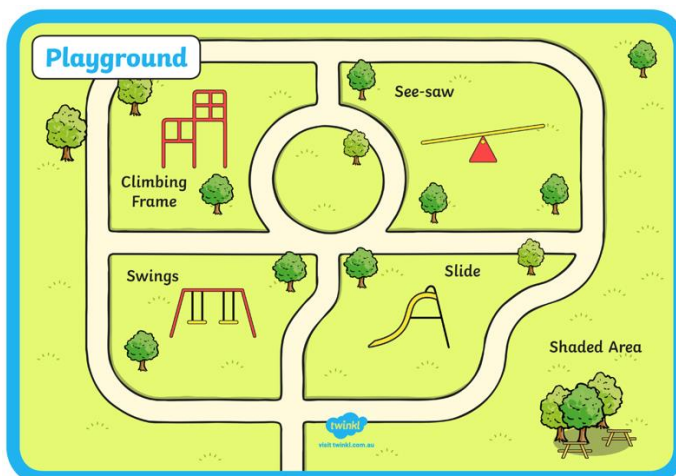 Playground
See-saw
Climbing
Frame
Swings
Slide
Shaded Area
twinkl
visit twinkl.com.au